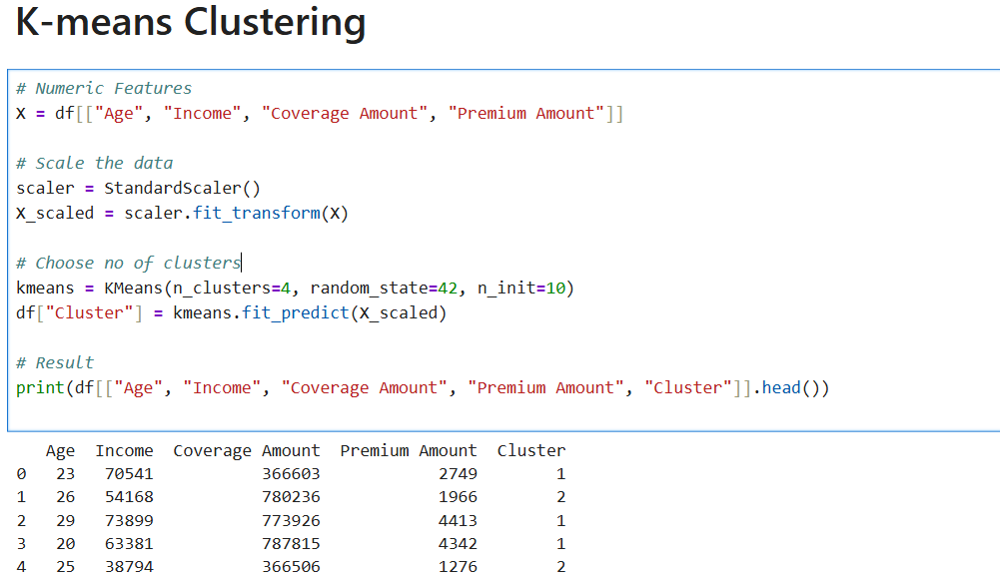 K-means Clustering
# Numeric Features
X = df[["Age", "Income", "Coverage Amount", "Premium Amount"]]
# Scale the data
scaler = StandardScaler()
X_scaled = scaler.fit_transform(X)
# Choose no of clusters
kmeans = KMeans(n_clusters=4, random_state=42, n_init=10)
df["Cluster"] = kmeans.fit_predict(X_scaled)
# Result
print(df[["Age", "Income", "Coverage Amount", "Premium Amount", "Cluster"]].head())
Age Income Coverage Amount Premium Amount Cluster
0 23 70541 366603 2749 1
1 26 54168 780236 1966 2
2 29 73899 773926 4413 1
3 20 63381 787815 4342 1
4 25 38794 366506 1276 2